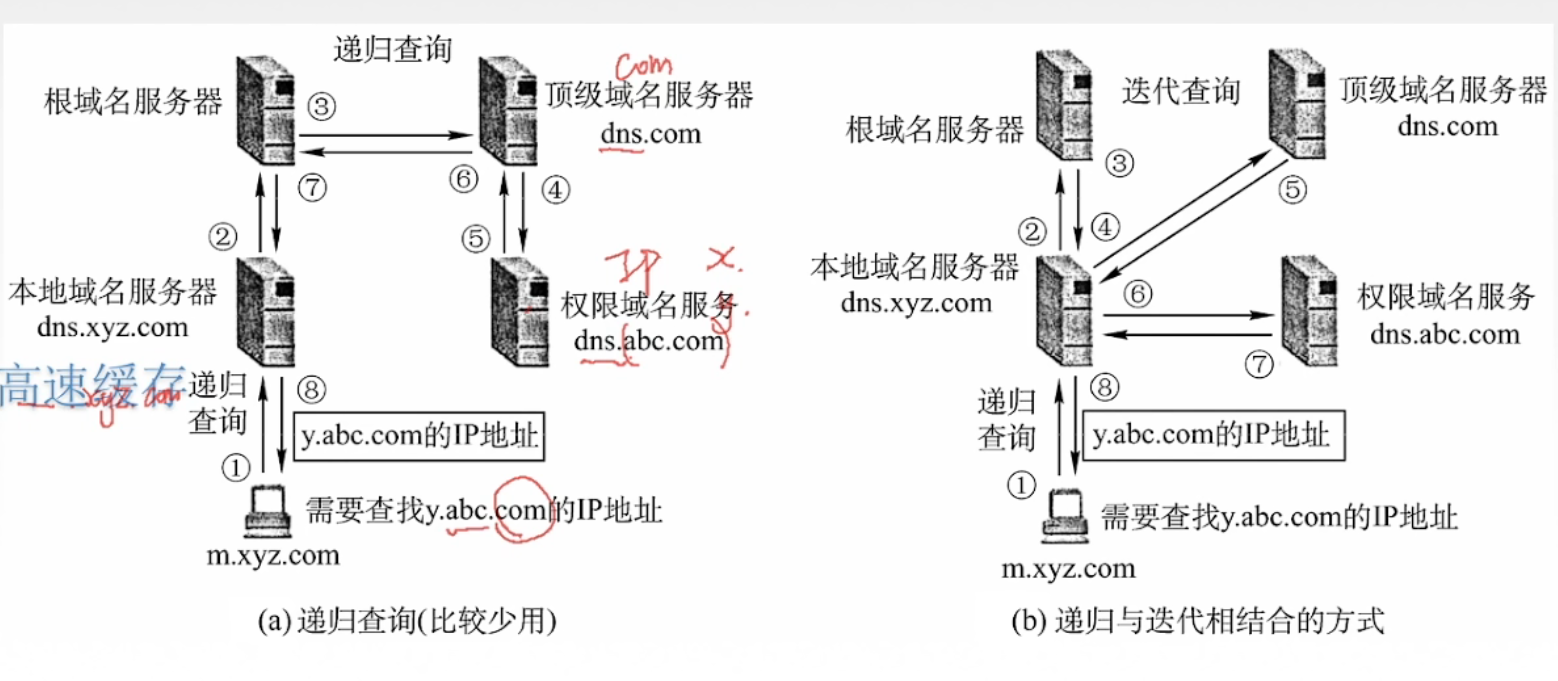 递归查询
com
根域名服务器
③
顶级域名服务器
dns.com
⑦
⑥
④
②
⑤
IP
x.
本地域名服务器
dns.xyz.com
权限域名服务
dns.abc.com
高速缓存
xyz com
递归
查询
⑧
y.abc.com的IP地址
①
需要查找y.abc.com的IP地址
m.xyz.com
(a) 递归查询(比较少用)
迭代查询
顶级域名服务器
dns.com
根域名服务器
③
⑤
②
④
本地域名服务器
dns.xyz.com
⑥
权限域名服务
dns.abc.com
⑦
递归
查询
⑧
y.abc.com的IP地址
①
需要查找y.abc.com的IP地址
m.xyz.com
(b) 递归与迭代相结合的方式